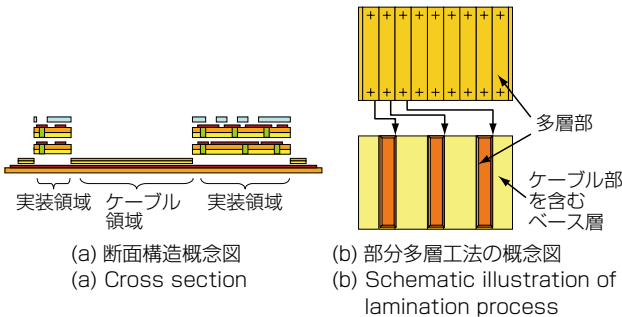 実装領域
ケーブル
領域
実装領域
(a) 断面構造概念図
(a) Cross section
多層部
ケーブル部
を含む
ベース層
(b) 部分多層工法の概念図
(b) Schematic illustration of
lamination process